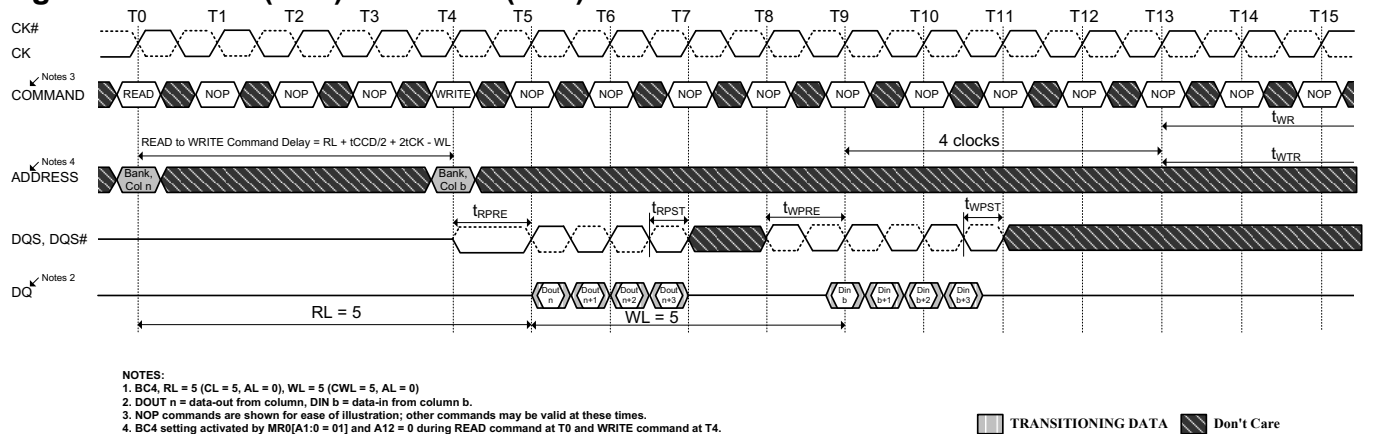 T0 T1 T2 T3 T4 T5 T6 T7 T8 T9 T10 T11 T12 T13 T14 T15
CK#
CK
Notes 3
COMMAND READ NOP NOP NOP WRITE NOP NOP NOP NOP NOP NOP NOP NOP NOP NOP NOP
tWR
READ to WRITE Command Delay = RL + tCCD/2 + 2tCK - WL
4 clocks
tWTR
Notes 4
ADDRESS Bank, Col n Bank, Col b
tRPRE tRPST tWPRE tWPST
DQS, DQS#
Notes 2
DQ Dout n Dout n+1 Dout n+2 Dout n+3 Din b Din b+1 Din b+2 Din b+3
RL = 5 WL = 5
NOTES:
1. BC4, RL = 5 (CL = 5, AL = 0), WL = 5 (CWL = 5, AL = 0)
2. DOUT n = data-out from column, DIN b = data-in from column b.
3. NOP commands are shown for ease of illustration; other commands may be valid at these times.
4. BC4 setting activated by MR0[A1:0 = 01] and A12 = 0 during READ command at T0 and WRITE command at T4.
TRANSITIONING DATA Don't Care